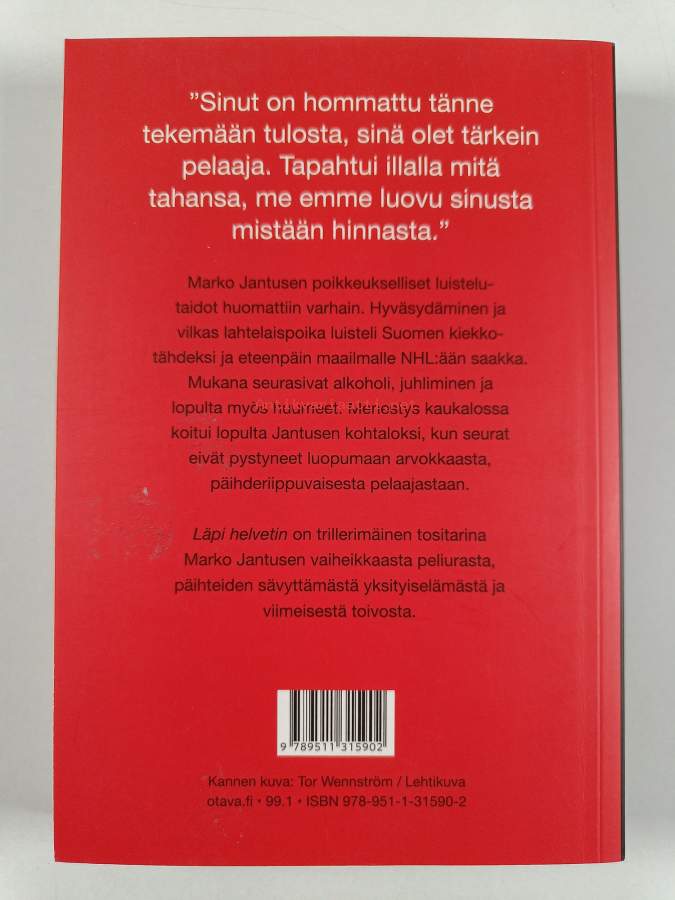 ”Sinut on hommattu tänne
tekemään tulosta, sinä olet tärkein
pelaaja. Tapahtui illalla mitä
tahansa, me emme luovu sinusta
mistään hinnasta.”
Marko Jantusen poikkeukselliset luistelu-
taidot huomattiin varhain. Hyväsydäminen ja
vilkas lahtelaispoika luisteli Suomen kiekko-
tähdeksi ja eteenpäin maailmalle NHL:ään saakka.
Mukana seurasivat alkoholi, juhliminen ja
lopulta myös huumeet. Menestys kaukalossa
koitui lopulta Jantusen kohtaloksi, kun seurat
eivät pystyneet luopumaan arvokkaasta,
päihderiippuvaisesta pelaajastaan.
Läpi helvetin on trillerimäinen tositarina
Marko Jantusen vaiheikkaasta peliurasta,
päihteiden sävyttämästä yksityiselämästä ja
viimeisestä toivosta.
9 789511 315902
Kannen kuva: Tor Wennström / Lehtikuva
otava.fi • 99.1 • ISBN 978-951-1-31590-2